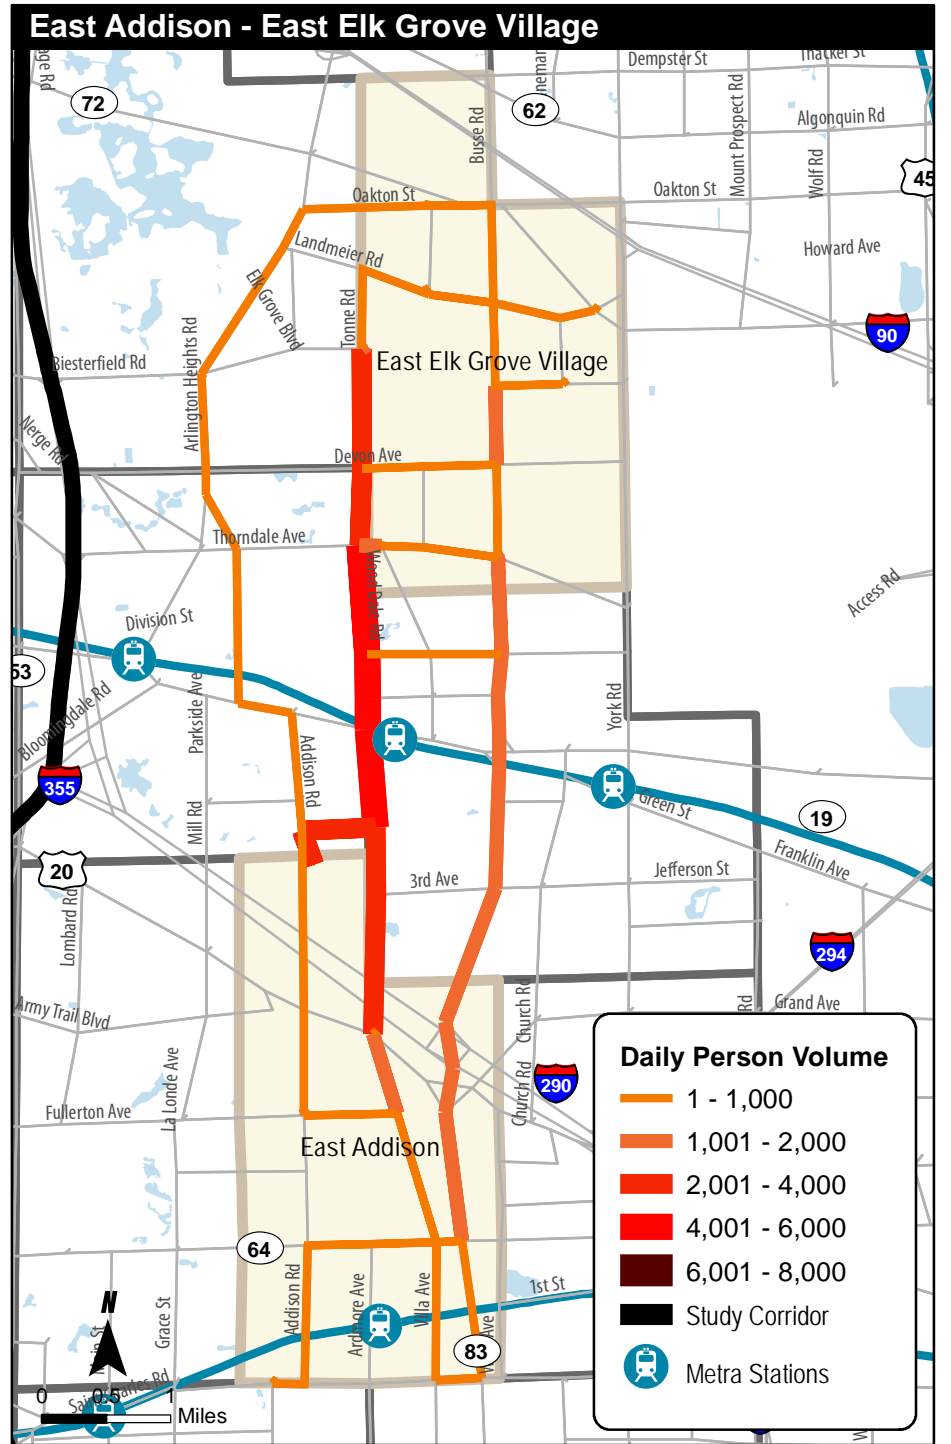 East Addison - East Elk Grove Village
Dempster St
Thacker St
72
62
Busse Rd
Mount Prospect Rd
Algonquin Rd
Wolf Rd
45
Oakton St
Oakton St
Landmeier Rd
Howard Ave
Elk Grove Blvd
Tonne Rd
90
Arlington Heights Rd
Biesterfield Rd
East Elk Grove Village
Nerge Rd
Devon Ave
Thorndale Ave
Wood Dale Rd
Access Rd
Division St
53
Bloomingdale Rd
Parkside Ave
York Rd
Addison Rd
355
Mill Rd
Green St
19
Franklin Ave
20
3rd Ave
Jefferson St
Lombard Rd
294
Army Trail Blvd
Church Rd
Rd
Grand Ave
Church Rd
290
La Londe Ave
Fullerton Ave
East Addison
64
Addison Rd
Ardmore Ave
Villa Ave
1st St
83
Ave
Grace St
N
Saint Charles Rd
0 0.5 1
Miles
Daily Person Volume
1 - 1,000
1,001 - 2,000
2,001 - 4,000
4,001 - 6,000
6,001 - 8,000
Study Corridor
Metra Stations